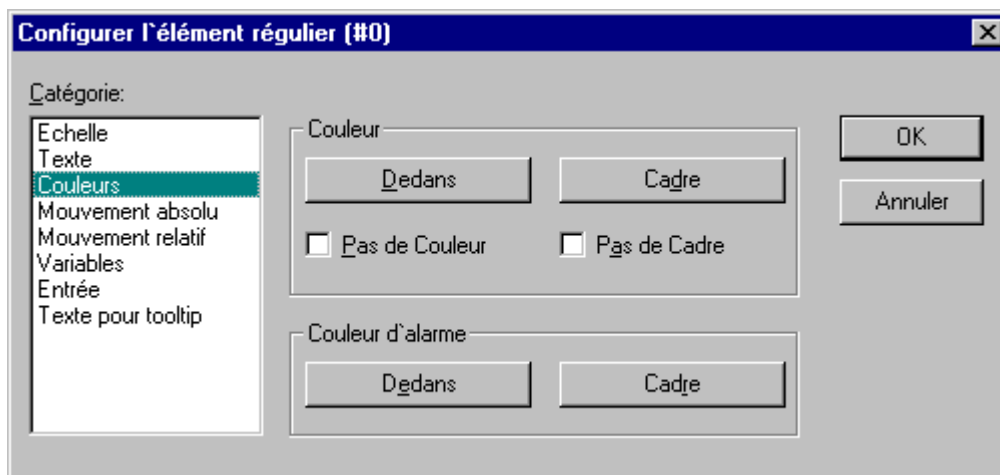 Configurer l`élément régulier (#0)
Catégorie:
Echelle
Texte
Couleurs
Mouvement absolu
Mouvement relatif
Variables
Entrée
Texte pour tooltip
Couleur
Dedans
Cadre
Pas de Couleur
Pas de Cadre
Couleur d`alarme
Dedans
Cadre
OK
Annuler